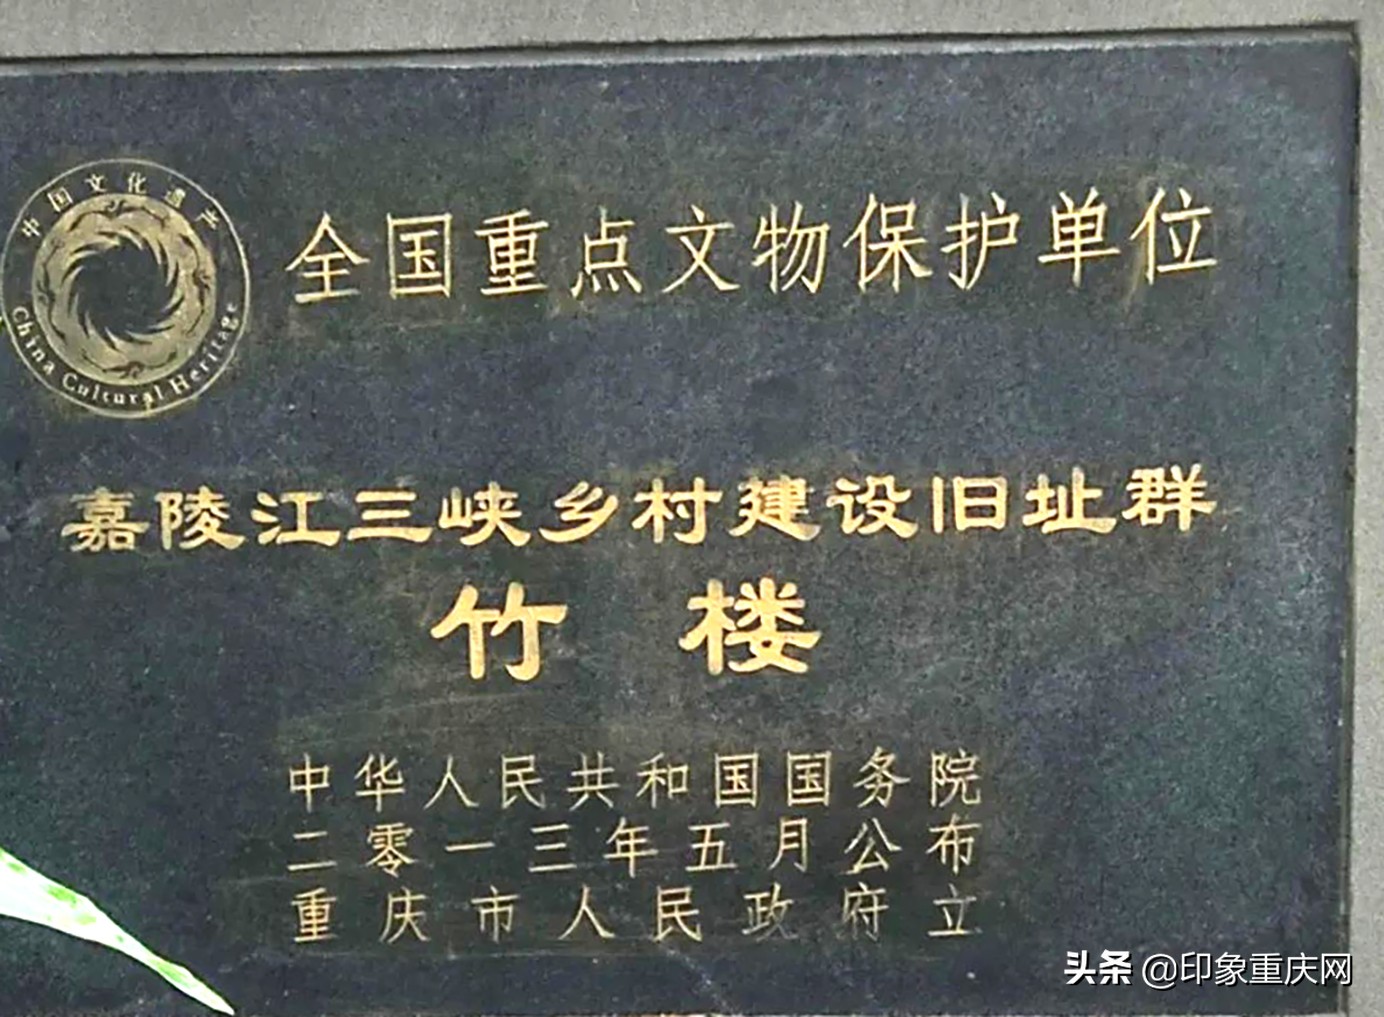 中国文化遗产
China Cultural Heritage
全国重点文物保护单位
嘉陵江三峡乡村建设旧址群
竹楼
中华人民共和国国务院
二零一三年五月公布
重庆市人民政府立
头条 @印象重庆网